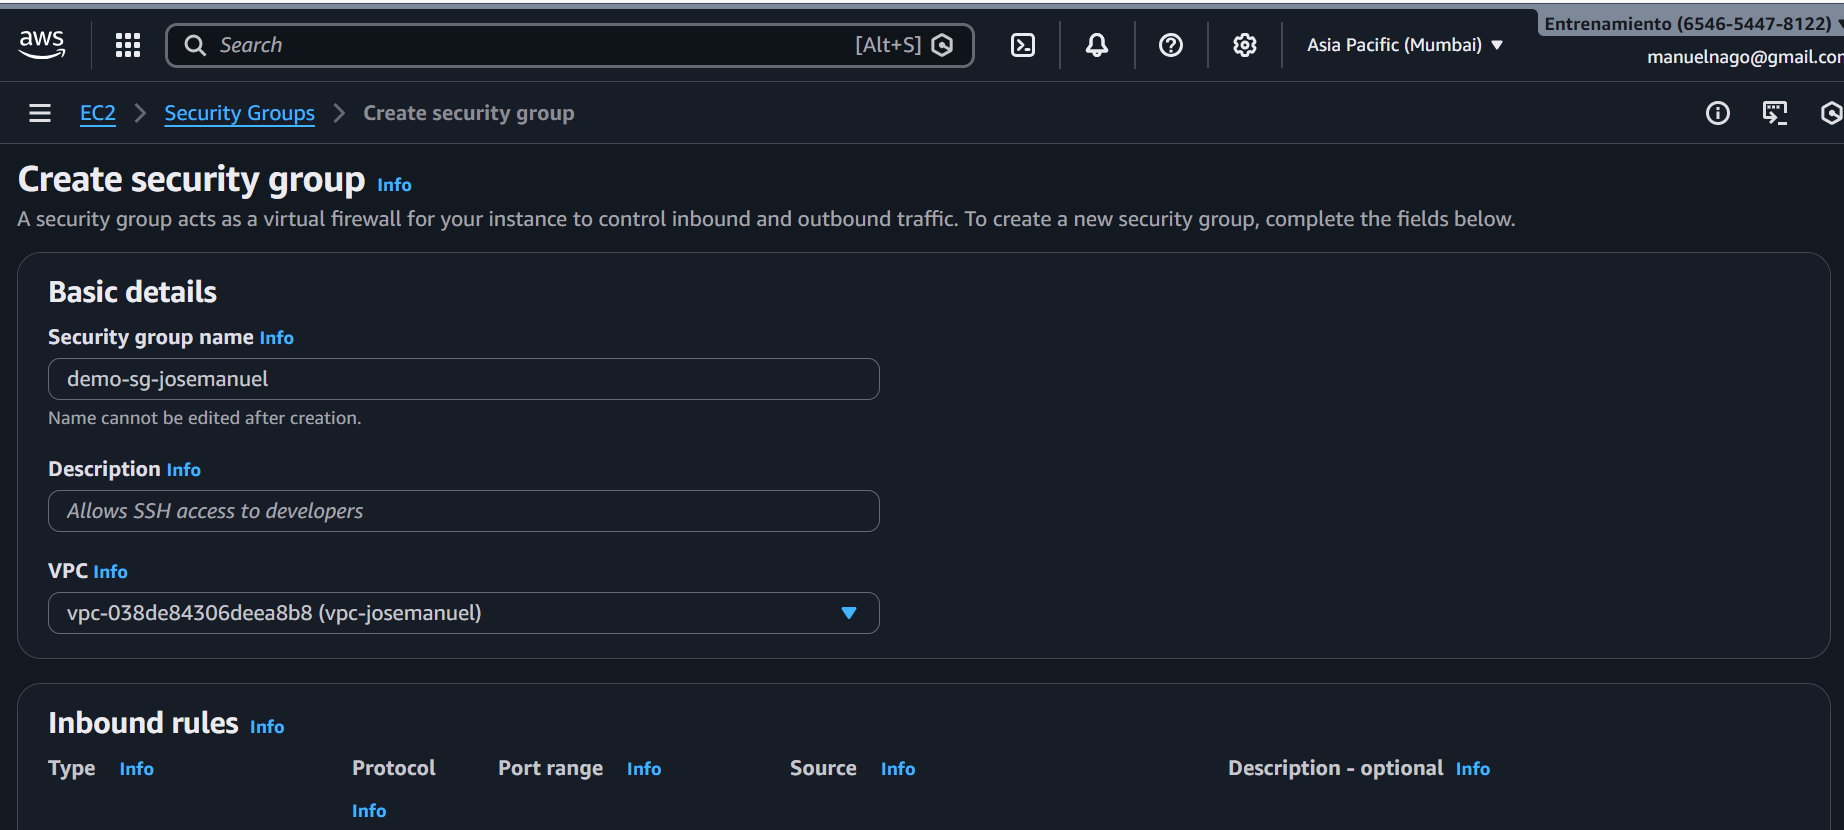 aws
Search [Alt+S]
Asia Pacific (Mumbai)
Entrenamiento (6546-5447-8122)
manuelnago@gmail.co
EC2 Security Groups Create security group
Create security group Info
A security group acts as a virtual firewall for your instance to control inbound and outbound traffic. To create a new security group, complete the fields below.
Basic details
Security group name Info
demo-sg-josemanuel
Name cannot be edited after creation.
Description Info
Allows SSH access to developers
VPC Info
vpc-038de84306deea8b8 (vpc-josemanuel)
Inbound rules Info
Type Info Protocol Info Port range Info Source Info Description - optional Info